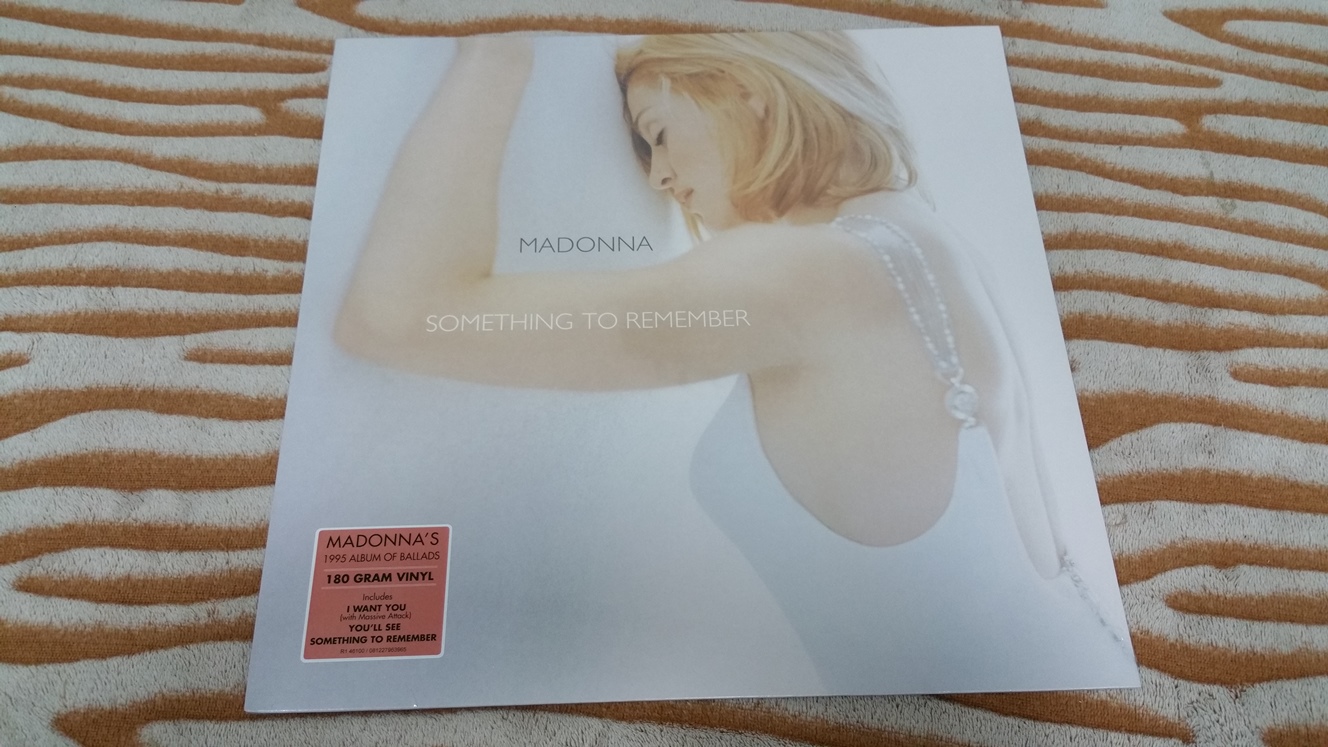 MADONNA
SOMETHING TO REMEMBER
MADONNA'S
1995 ALBUM OF BALLADS
180 GRAM VINYL
Includes
I WANT YOU
(with Massive Attack)
YOU'LL SEE
SOMETHING TO REMEMBER